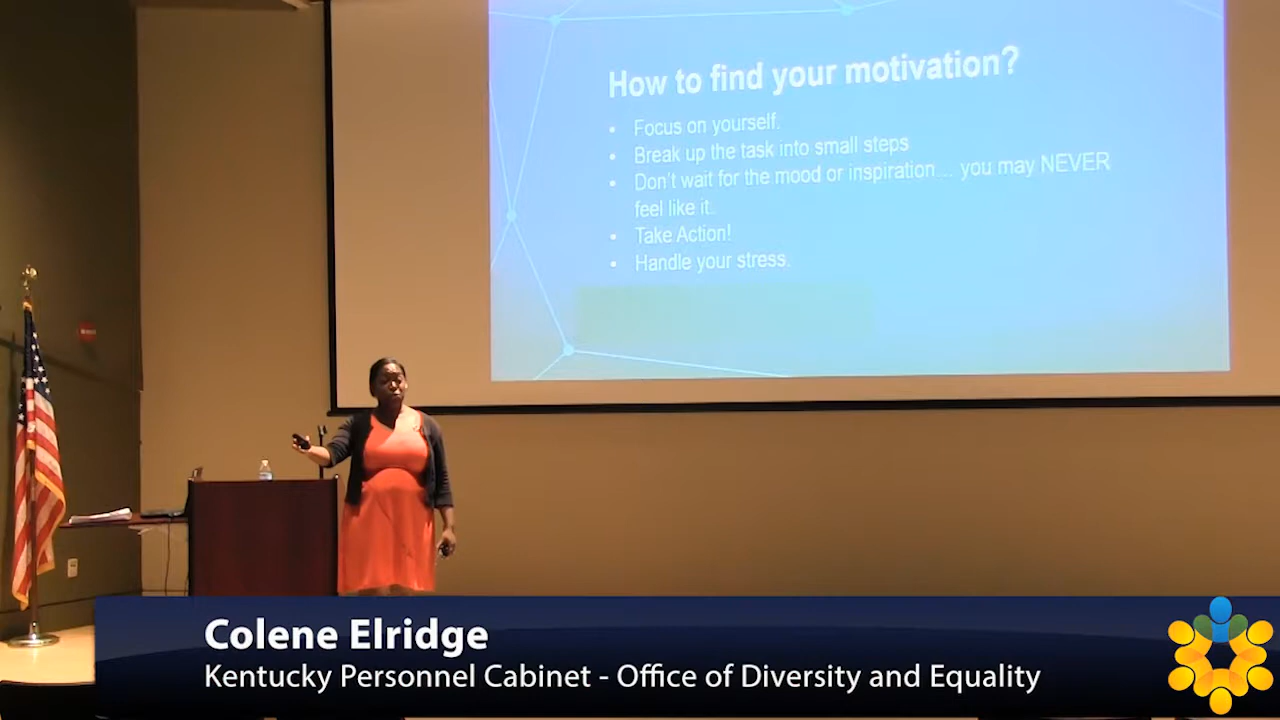 How to find your motivation?
• Focus on yourself.
• Break up the task into small steps
• Don't wait for the mood or inspiration... you may NEVER
feel like it.
• Take Action!
• Handle your stress.
Colene Elridge
Kentucky Personnel Cabinet - Office of Diversity and Equality